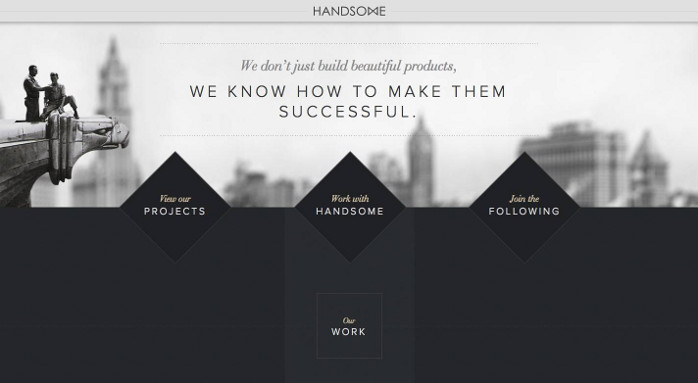 HANDSOME
We don't just build beautiful products,
WE KNOW HOW TO MAKE THEM
SUCCESSFUL.
View our
PROJECTS
Work with
HANDSOME
Join the
FOLLOWING
Our
WORK